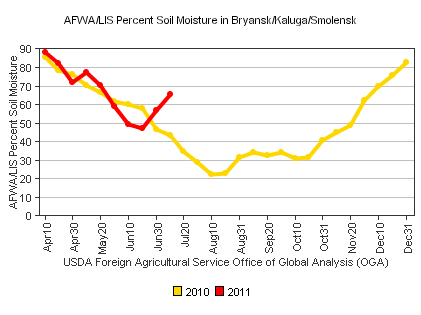 AFWA/LIS Percent Soil Moisture in Bryansk/Kaluga/Smolensk
AFWA/LIS Percent Soil Moisture
90
80
70
60
50
40
30
20
10
0
Apr10
Apr30
May20
Jun10
Jun30
Jul20
Aug10
Aug31
Sep20
Oct10
Oct31
Nov20
Dec10
Dec31
USDA Foreign Agricultural Service Office of Global Analysis (OGA)
2010 2011